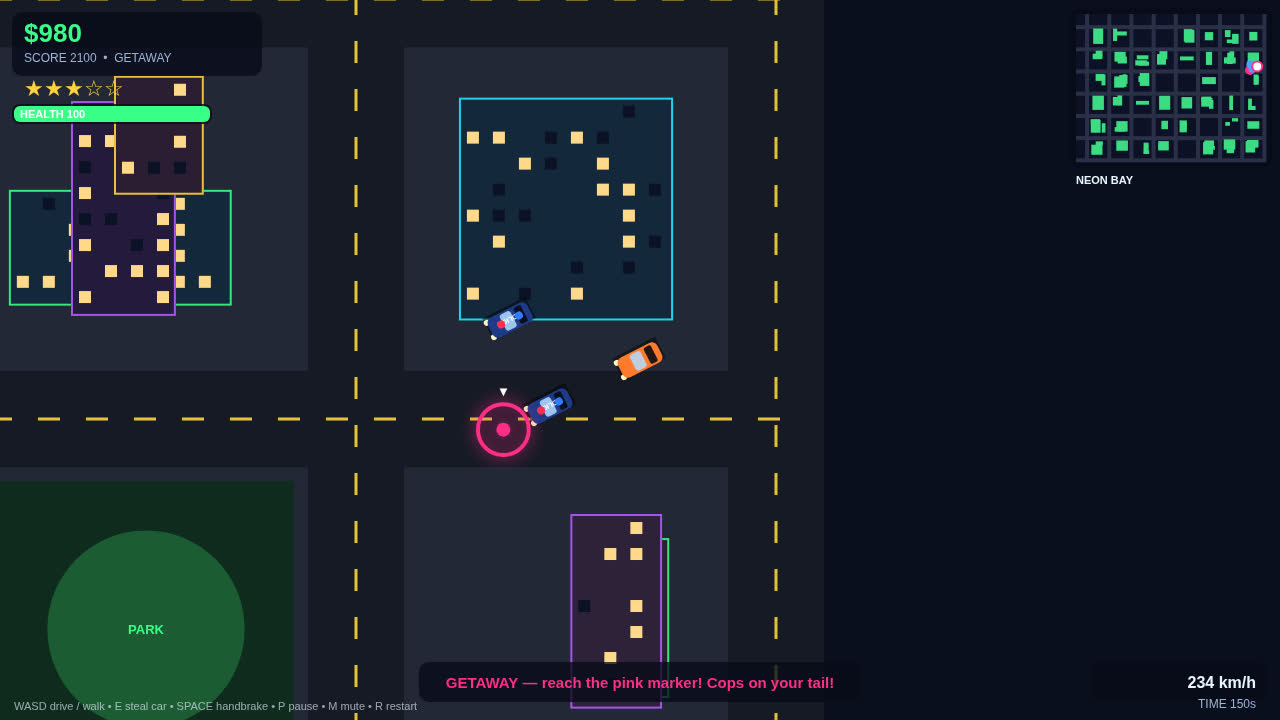 $980
SCORE 2100 • GETAWAY
★★★☆☆
HEALTH 100
NEON BAY
PARK
GETAWAY — reach the pink marker! Cops on your tail!
WASD drive / walk • E steal car • SPACE handbrake • P pause • M mute • R restart
234 km/h
TIME 150s